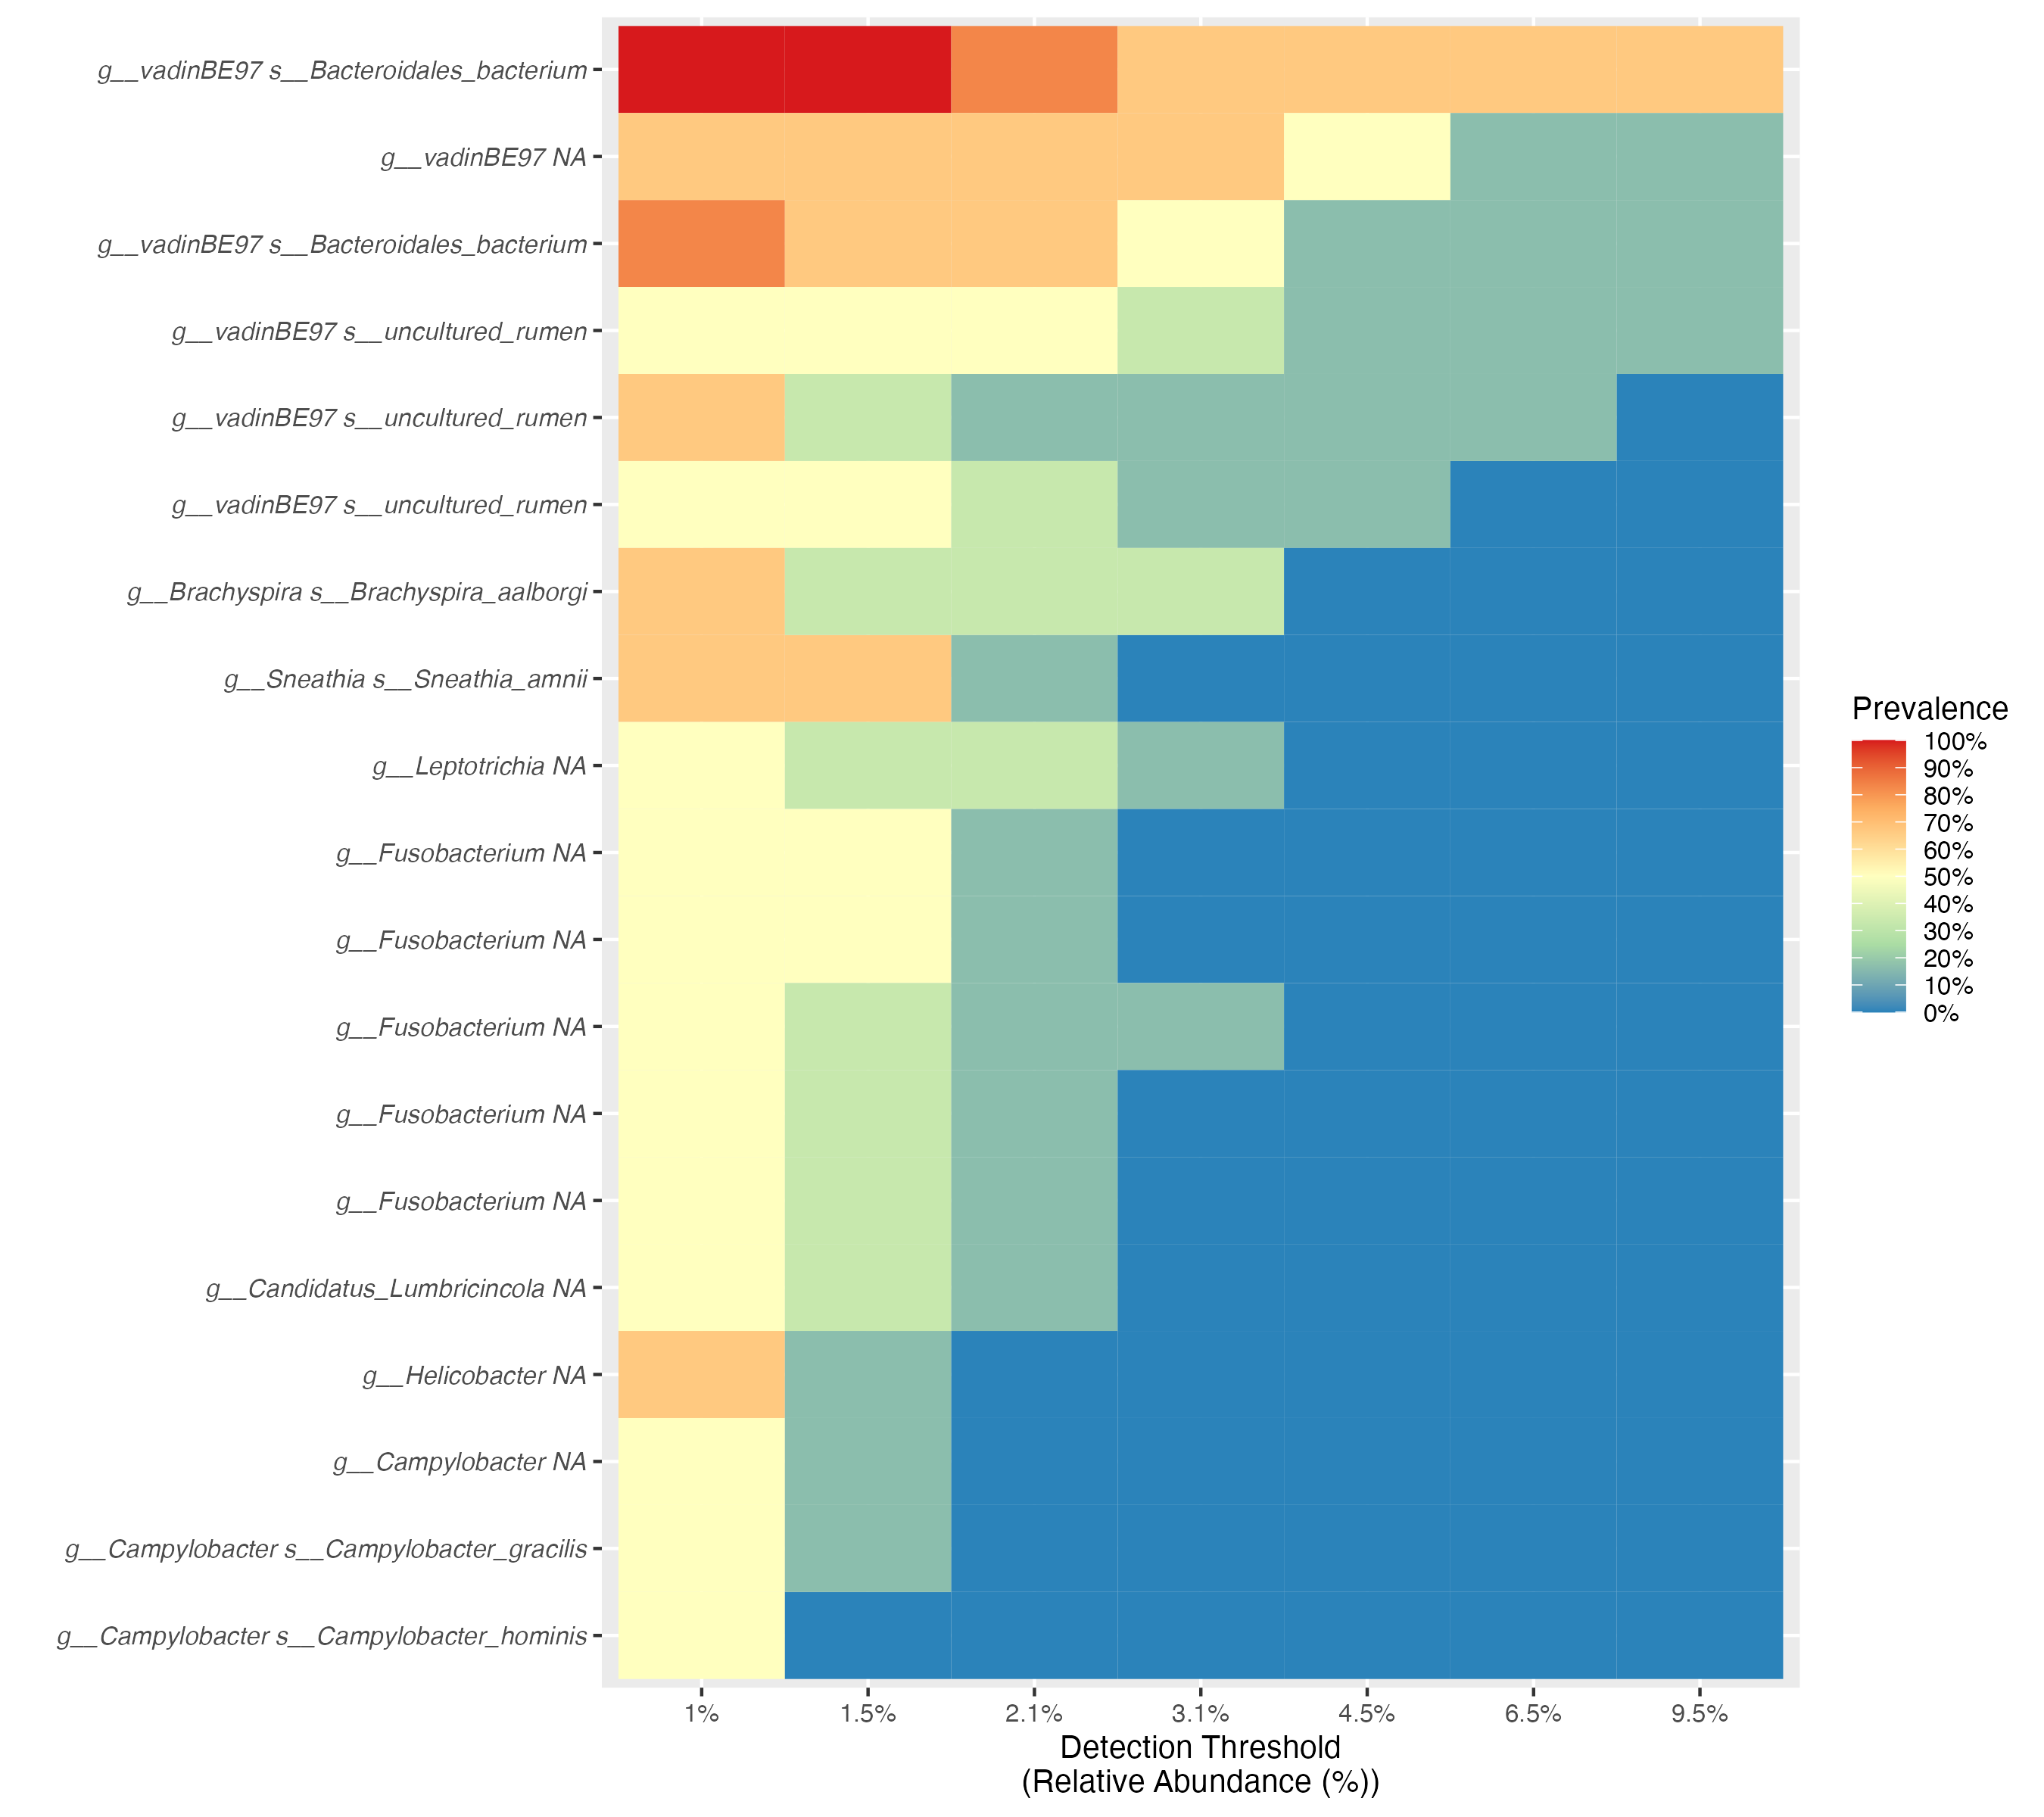 g__vadinBE97 s__Bacteroidales_bacterium
g__vadinBE97 NA
g__vadinBE97 s__Bacteroidales_bacterium
g__vadinBE97 s__uncultured_rumen
g__vadinBE97 s__uncultured_rumen
g__vadinBE97 s__uncultured_rumen
g__Brachyspira s__Brachyspira_aalborgi
g__Sneathia s__Sneathia_amnii
g__Leptotrichia NA
g__Fusobacterium NA
g__Fusobacterium NA
g__Fusobacterium NA
g__Fusobacterium NA
g__Fusobacterium NA
g__Candidatus_Lumbricincola NA
g__Helicobacter NA
g__Campylobacter NA
g__Campylobacter s__Campylobacter_gracilis
g__Campylobacter s__Campylobacter_hominis
1% 1.5% 2.1% 3.1% 4.5% 6.5% 9.5%
Detection Threshold
(Relative Abundance (%))
Prevalence
100%
90%
80%
70%
60%
50%
40%
30%
20%
10%
0%